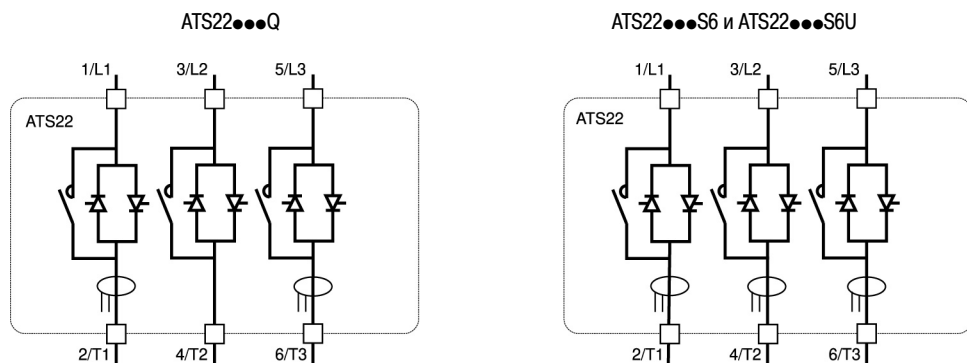 ATS22●●●Q
1/L1 3/L2 5/L3
ATS22
2/T1 4/T2 6/T3
ATS22●●●S6 и ATS22●●●S6U
1/L1 3/L2 5/L3
ATS22
2/T1 4/T2 6/T3